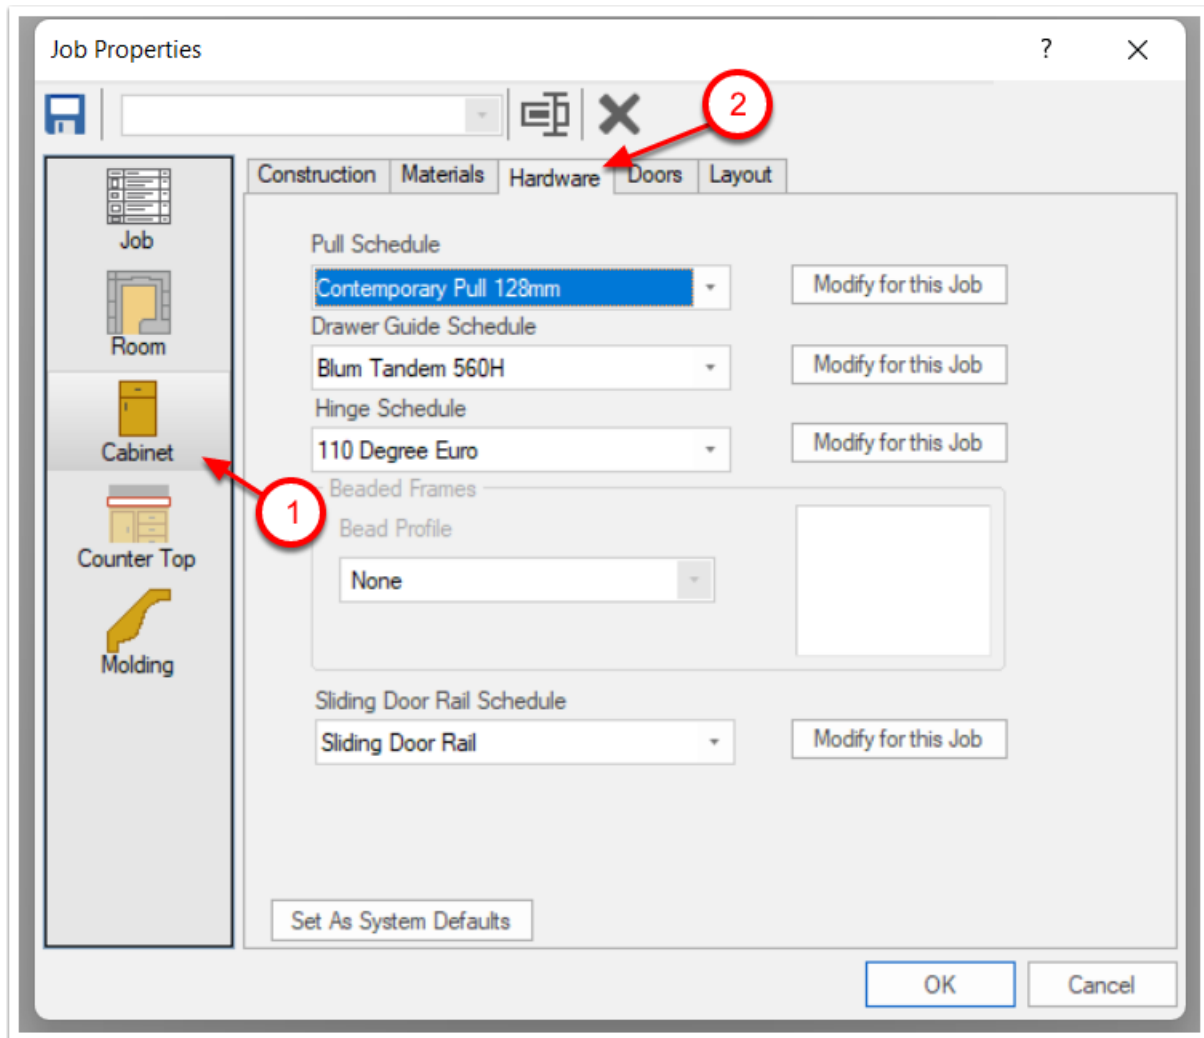 Job Properties
?
2
Construction Materials Hardware Doors Layout
Job
Room
Cabinet
Counter Top
Molding
Pull Schedule
Contemporary Pull 128mm
Modify for this Job
Drawer Guide Schedule
Blum Tandem 560H
Modify for this Job
Hinge Schedule
110 Degree Euro
Modify for this Job
1
Beaded Frames
Bead Profile
None
Sliding Door Rail Schedule
Sliding Door Rail
Modify for this Job
Set As System Defaults
OK Cancel